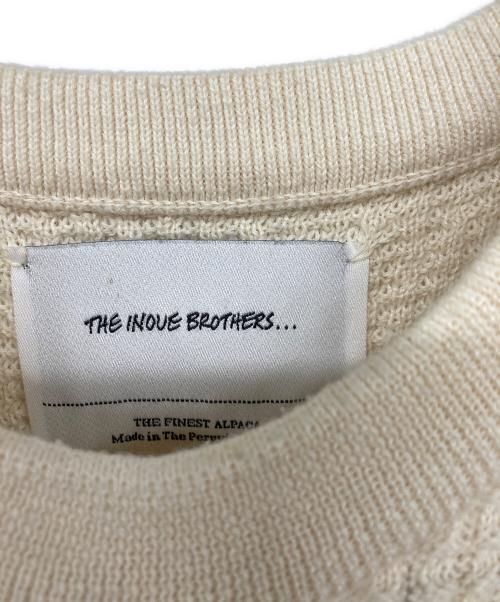 THE INOUE BROTHERS...
THE FINEST ALPACA
Made in The